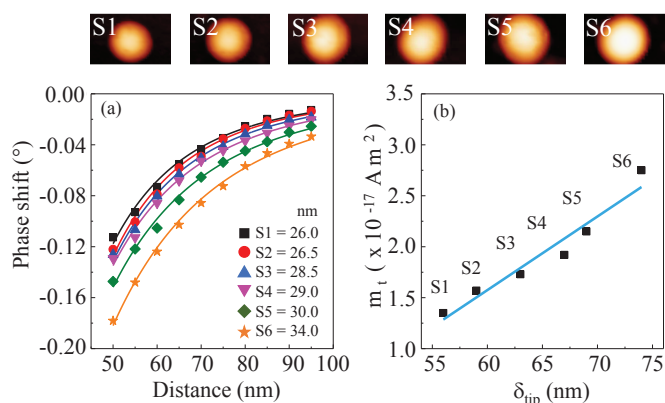 S1 S2 S3 S4 S5 S6
(a)
0.00
-0.04
-0.08
-0.12
-0.16
-0.20
Phase shift (°)
nm
S1 = 26.0
S2 = 26.5
S3 = 28.5
S4 = 29.0
S5 = 30.0
S6 = 34.0
50 60 70 80 90 100
Distance (nm)
(b)
3.5
3.0
2.5
2.0
1.5
1.0
m_t ( x 10^-17 A m^2 )
S1
S2
S3
S4
S5
S6
55 60 65 70 75
δ_tip (nm)